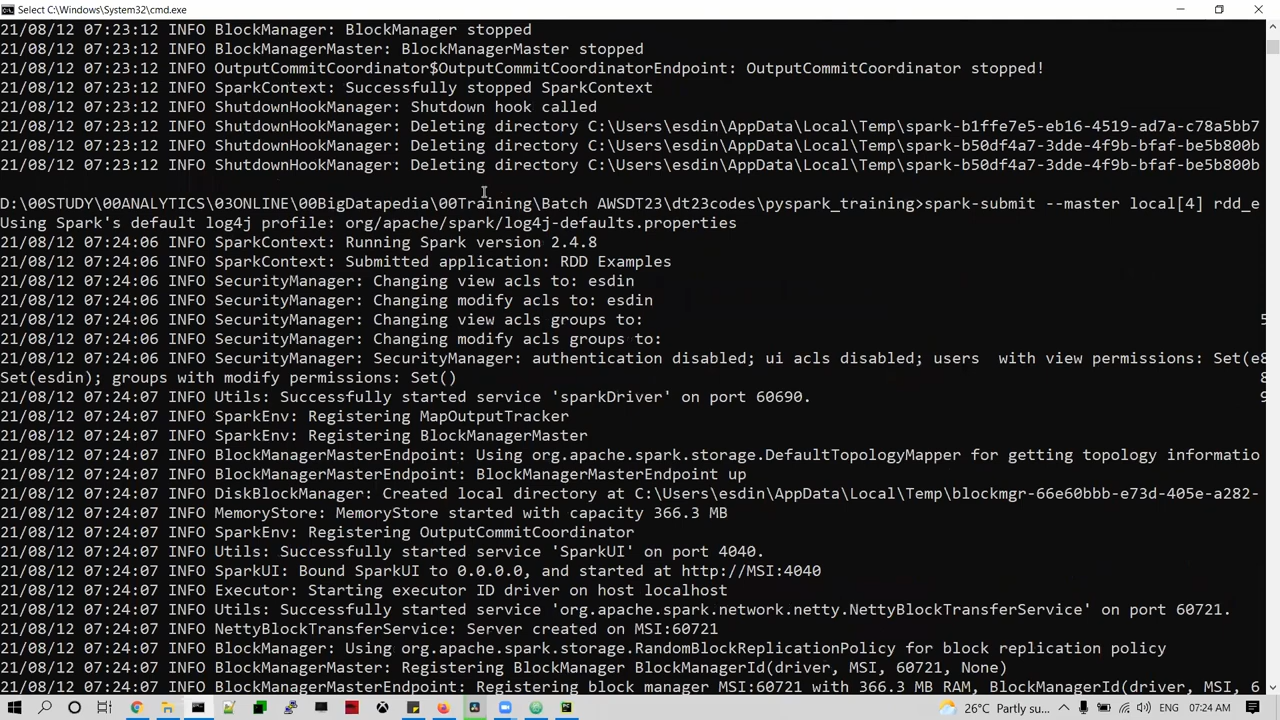 Select C:\Windows\System32\cmd.exe
21/08/12 07:23:12 INFO BlockManager: BlockManager stopped
21/08/12 07:23:12 INFO BlockManagerMaster: BlockManagerMaster stopped
21/08/12 07:23:12 INFO OutputCommitCoordinator$OutputCommitCoordinatorEndpoint: OutputCommitCoordinator stopped!
21/08/12 07:23:12 INFO SparkContext: Successfully stopped SparkContext
21/08/12 07:23:12 INFO ShutdownHookManager: Shutdown hook called
21/08/12 07:23:12 INFO ShutdownHookManager: Deleting directory C:\Users\esdin\AppData\Local\Temp\spark-b1ffe7e5-eb16-4519-ad7a-c78a5bb7
21/08/12 07:23:12 INFO ShutdownHookManager: Deleting directory C:\Users\esdin\AppData\Local\Temp\spark-b50df4a7-3dde-4f9b-bfaf-be5b800b
21/08/12 07:23:12 INFO ShutdownHookManager: Deleting directory C:\Users\esdin\AppData\Local\Temp\spark-b50df4a7-3dde-4f9b-bfaf-be5b800b
D:\00STUDY\00ANALYTICS\03ONLINE\00BigDatapedia\00Training\Batch AWSDT23\dt23codes\pyspark_training>spark-submit --master local[4] rdd_e
Using Spark's default log4j profile: org/apache/spark/log4j-defaults.properties
21/08/12 07:24:06 INFO SparkContext: Running Spark version 2.4.8
21/08/12 07:24:06 INFO SparkContext: Submitted application: RDD Examples
21/08/12 07:24:06 INFO SecurityManager: Changing view acls to: esdin
21/08/12 07:24:06 INFO SecurityManager: Changing modify acls to: esdin
21/08/12 07:24:06 INFO SecurityManager: Changing view acls groups to: 5
21/08/12 07:24:06 INFO SecurityManager: Changing modify acls groups to:
21/08/12 07:24:06 INFO SecurityManager: SecurityManager: authentication disabled; ui acls disabled; users  with view permissions: Set(e8
Set(esdin); groups with modify permissions: Set() 8
21/08/12 07:24:07 INFO Utils: Successfully started service 'sparkDriver' on port 60690. 9
21/08/12 07:24:07 INFO SparkEnv: Registering MapOutputTracker
21/08/12 07:24:07 INFO SparkEnv: Registering BlockManagerMaster
21/08/12 07:24:07 INFO BlockManagerMasterEndpoint: Using org.apache.spark.storage.DefaultTopologyMapper for getting topology informatio
21/08/12 07:24:07 INFO BlockManagerMasterEndpoint: BlockManagerMasterEndpoint up
21/08/12 07:24:07 INFO DiskBlockManager: Created local directory at C:\Users\esdin\AppData\Local\Temp\blockmgr-66e60bbb-e73d-405e-a282-
21/08/12 07:24:07 INFO MemoryStore: MemoryStore started with capacity 366.3 MB
21/08/12 07:24:07 INFO SparkEnv: Registering OutputCommitCoordinator
21/08/12 07:24:07 INFO Utils: Successfully started service 'SparkUI' on port 4040.
21/08/12 07:24:07 INFO SparkUI: Bound SparkUI to 0.0.0.0, and started at http://MSI:4040
21/08/12 07:24:07 INFO Executor: Starting executor ID driver on host localhost
21/08/12 07:24:07 INFO Utils: Successfully started service 'org.apache.spark.network.netty.NettyBlockTransferService' on port 60721.
21/08/12 07:24:07 INFO NettyBlockTransferService: Server created on MSI:60721
21/08/12 07:24:07 INFO BlockManager: Using org.apache.spark.storage.RandomBlockReplicationPolicy for block replication policy
21/08/12 07:24:07 INFO BlockManagerMaster: Registering BlockManager BlockManagerId(driver, MSI, 60721, None)
21/08/12 07:24:07 INFO BlockManagerMasterEndpoint: Registering block manager MSI:60721 with 366.3 MB RAM, BlockManagerId(driver, MSI, 6
26°C Partly su... ENG 07:24 AM